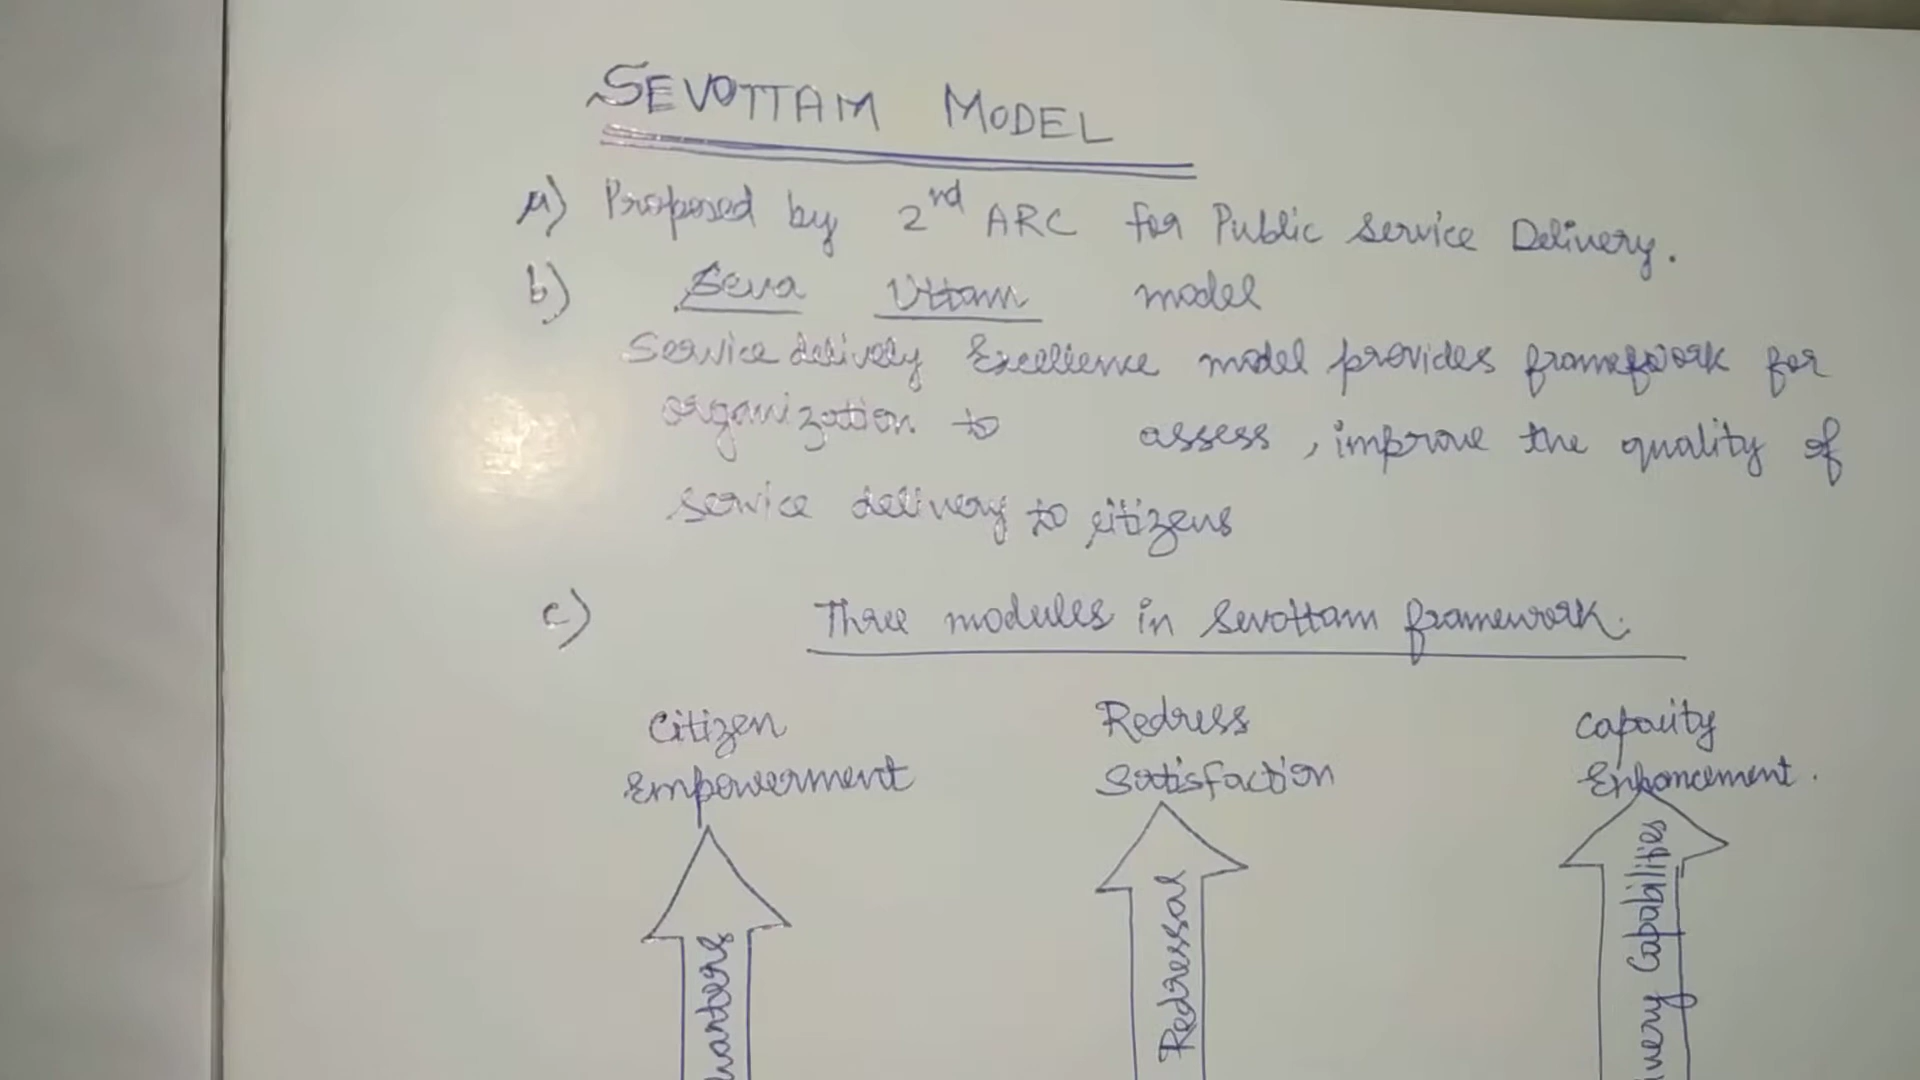 SEVOTTAM MODEL
a) Proposed by 2nd ARC for Public Service Delivery.
b) Seva Uttam model
Service delivery Excellence model provides framework for
organization to assess, improve the quality of
service delivery to citizens
c) Three modules in Sevottam framework.
Citizen Redress Capacity
Empowerment Satisfaction Enhancement.
harters Redressal ivery Capabilities